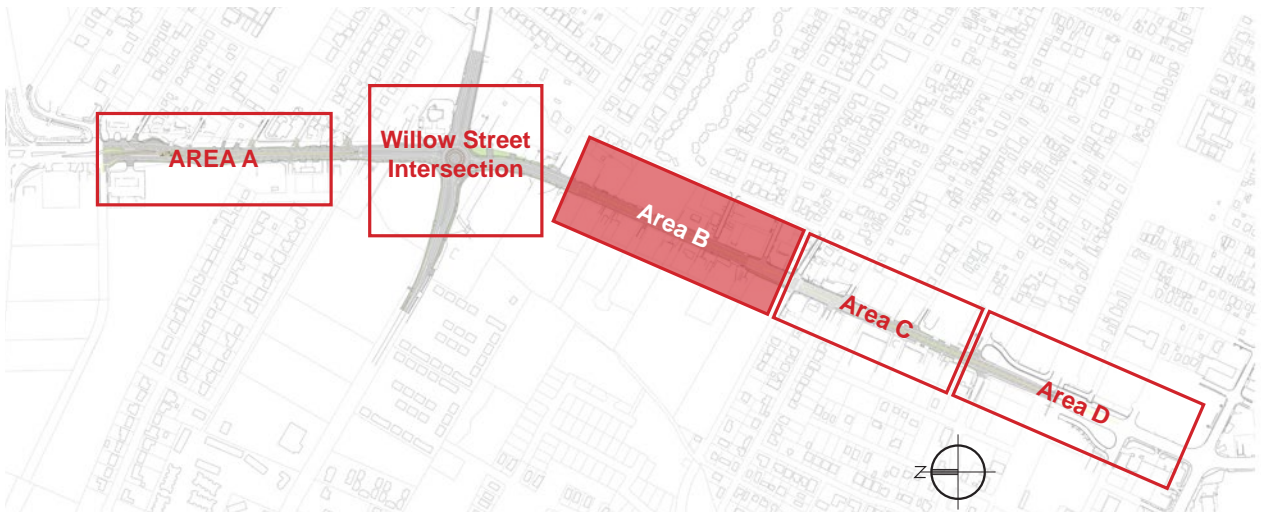 AREA A
Willow Street
Intersection
Area B
Area C
Area D
N